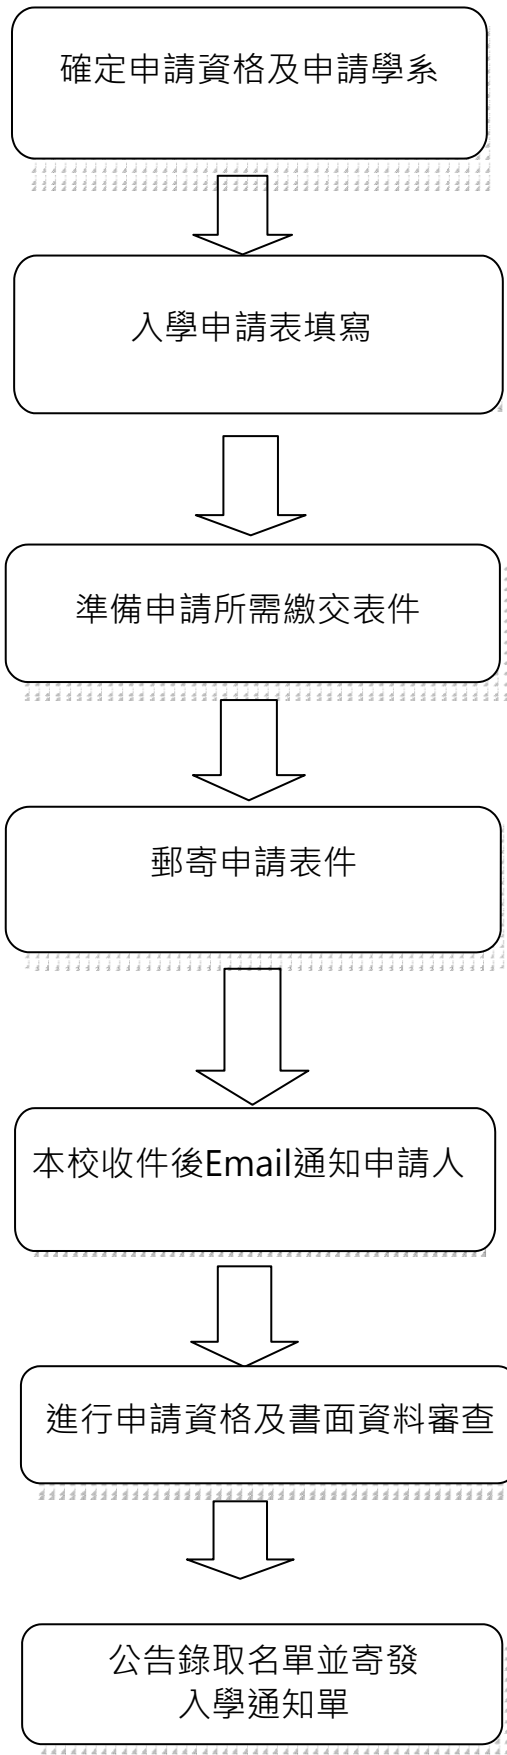 確定申請資格及申請學系
入學申請表填寫
準備申請所需繳交表件
郵寄申請表件
本校收件後Email通知申請人
進行申請資格及書面資料審查
公告錄取名單並寄發
入學通知單